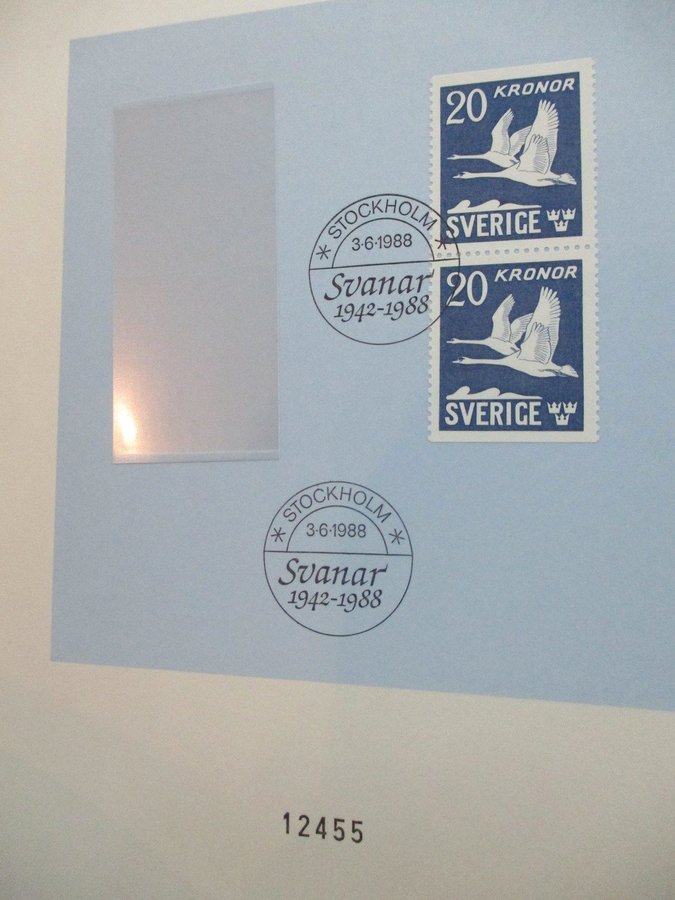 20 KRONOR
SVERIGE
* STOCKHOLM *
3·6·1988
Svanar
1942-1988
20 KRONOR
SVERIGE
* STOCKHOLM *
3·6·1988
Svanar
1942-1988
12455